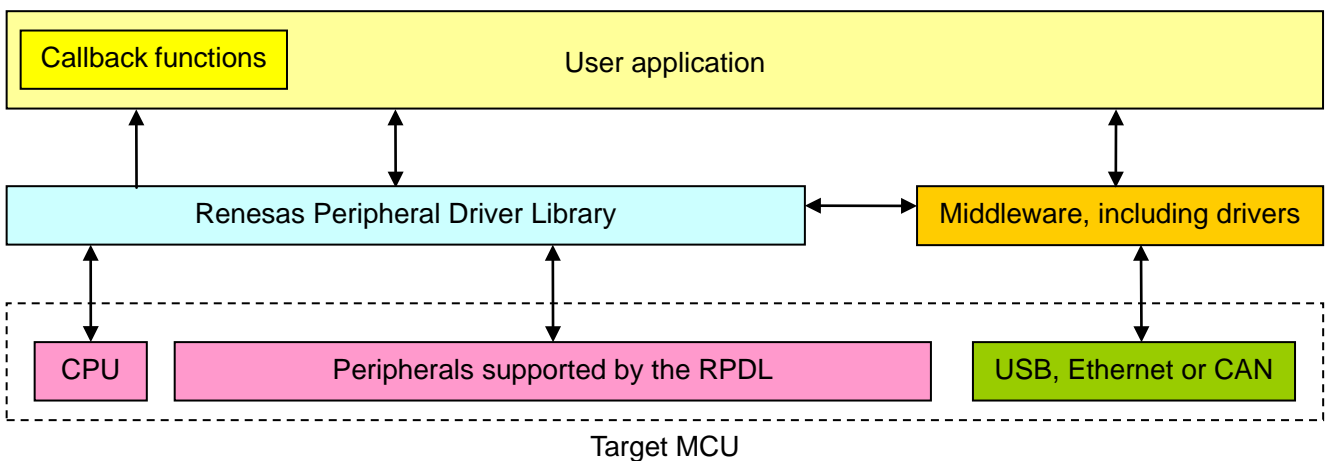 Callback functions
User application
Renesas Peripheral Driver Library
Middleware, including drivers
CPU
Peripherals supported by the RPDL
USB, Ethernet or CAN
Target MCU